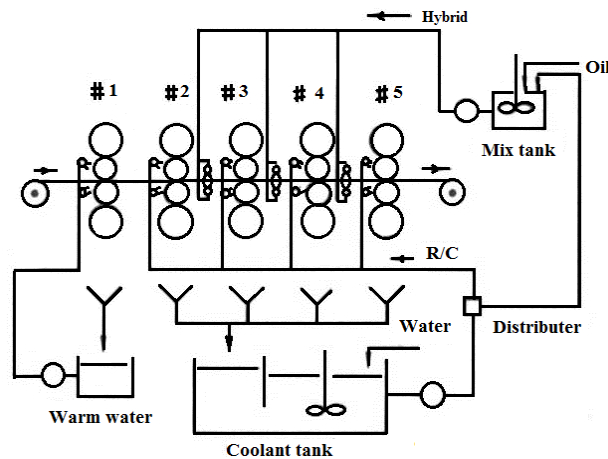 Hybrid
Oil
#1 #2 #3 #4 #5
Mix tank
R/C
Water
Distributer
Warm water
Coolant tank